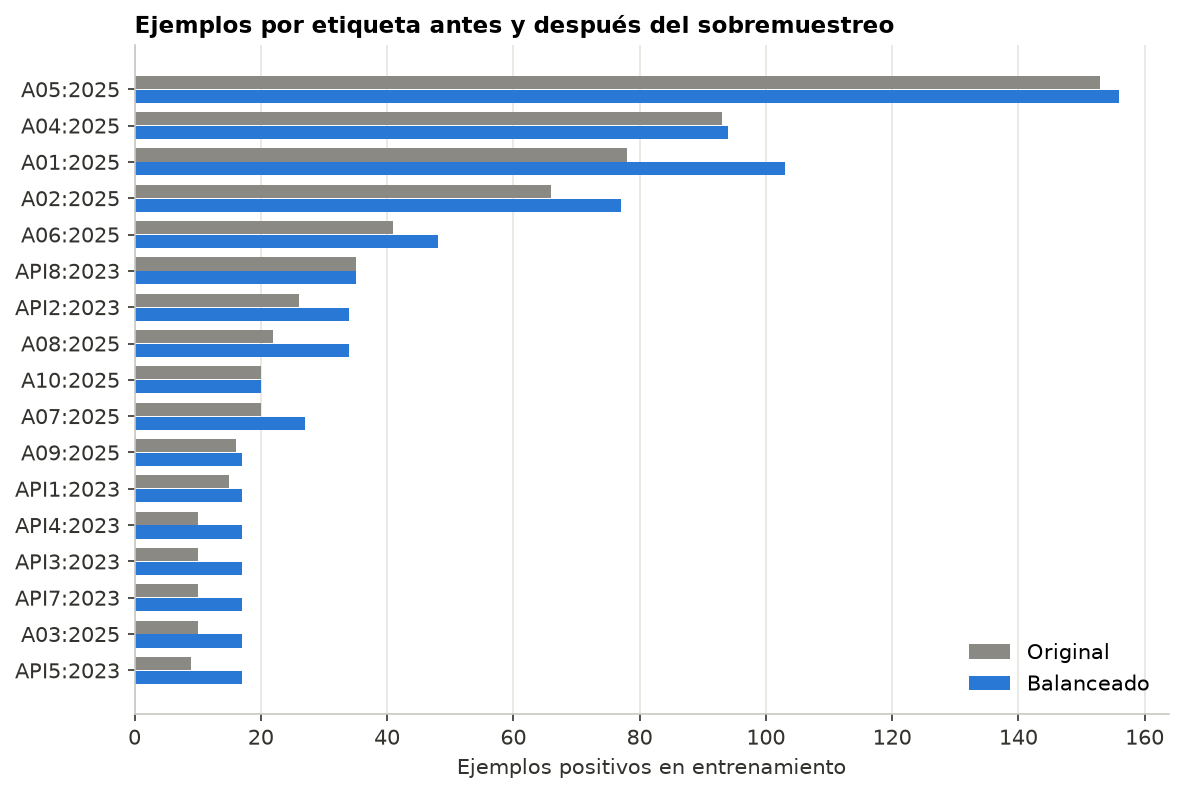 Ejemplos por etiqueta antes y después del sobremuestreo
A05:2025
A04:2025
A01:2025
A02:2025
A06:2025
API8:2023
API2:2023
A08:2025
A10:2025
A07:2025
A09:2025
API1:2023
API4:2023
API3:2023
API7:2023
A03:2025
API5:2023
Original
Balanceado
0 20 40 60 80 100 120 140 160
Ejemplos positivos en entrenamiento